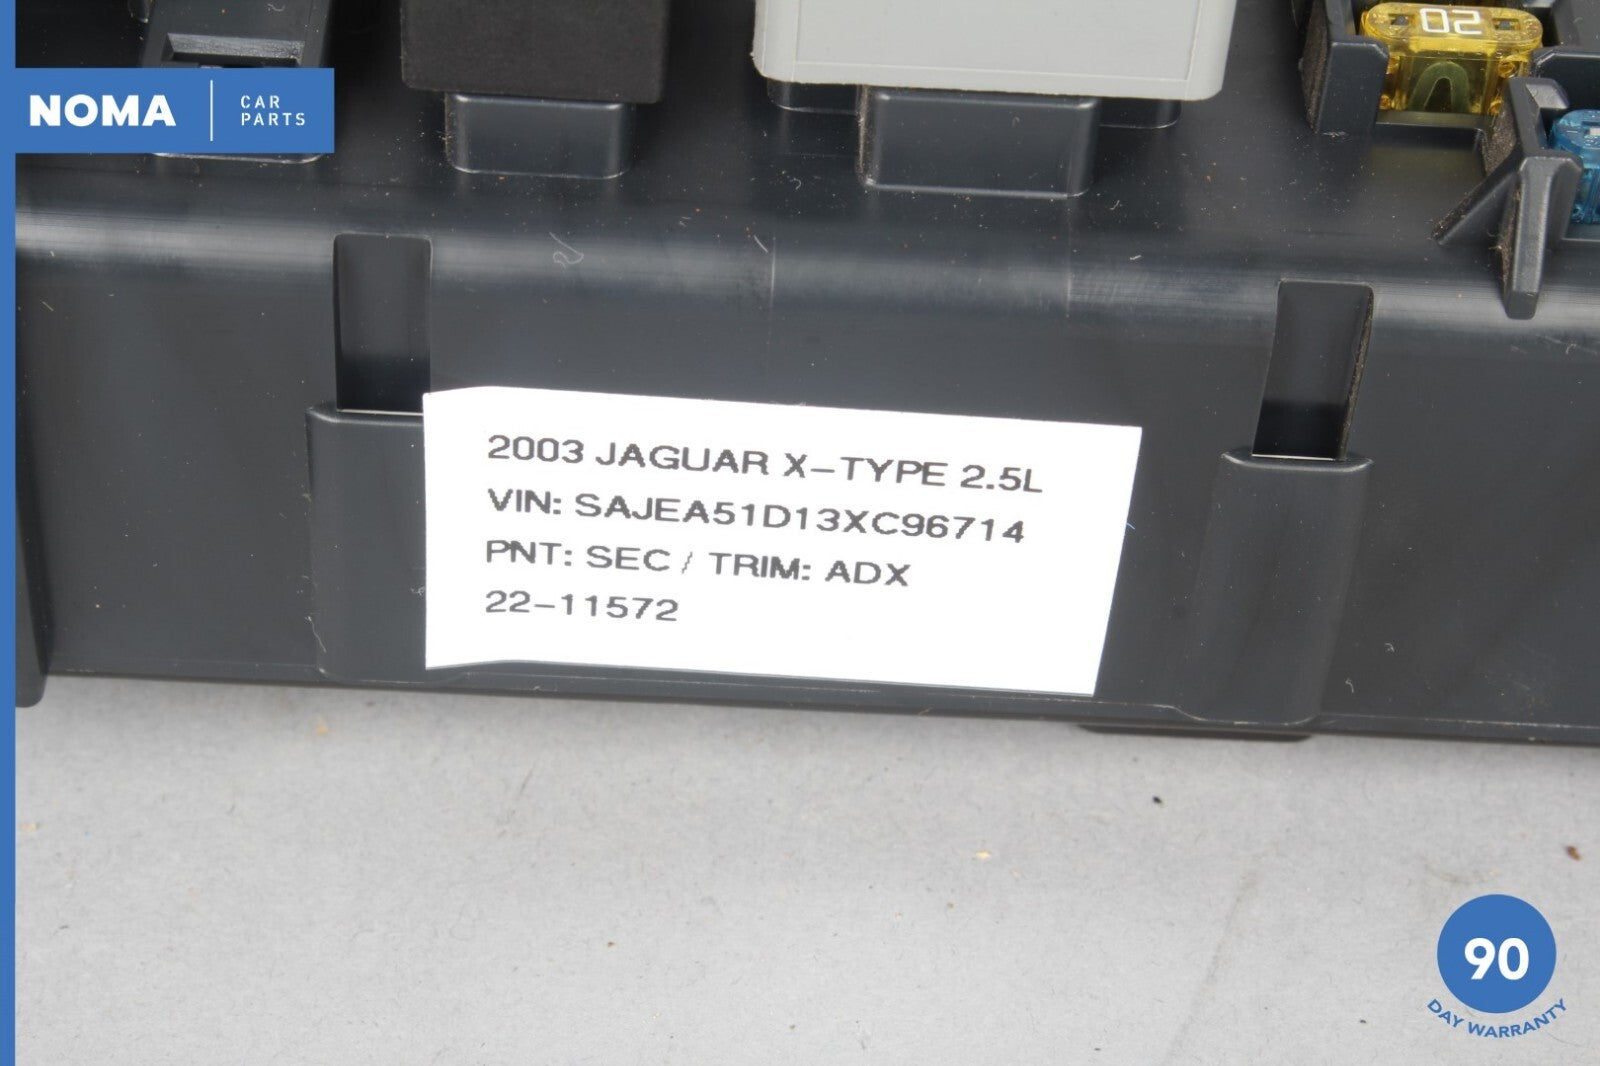 20
NOMA
CAR
PARTS
2003 JAGUAR X-TYPE 2.5L
VIN: SAJEA51D13XC96714
PNT: SEC / TRIM: ADX
22-11572
90
DAY WARRANTY